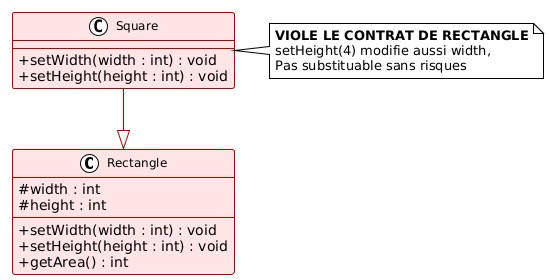 C Square
+setWidth(width : int) : void
+setHeight(height : int) : void
VIOLE LE CONTRAT DE RECTANGLE
setHeight(4) modifie aussi width,
Pas substituable sans risques
C Rectangle
#width : int
#height : int
+setWidth(width : int) : void
+setHeight(height : int) : void
+getArea() : int